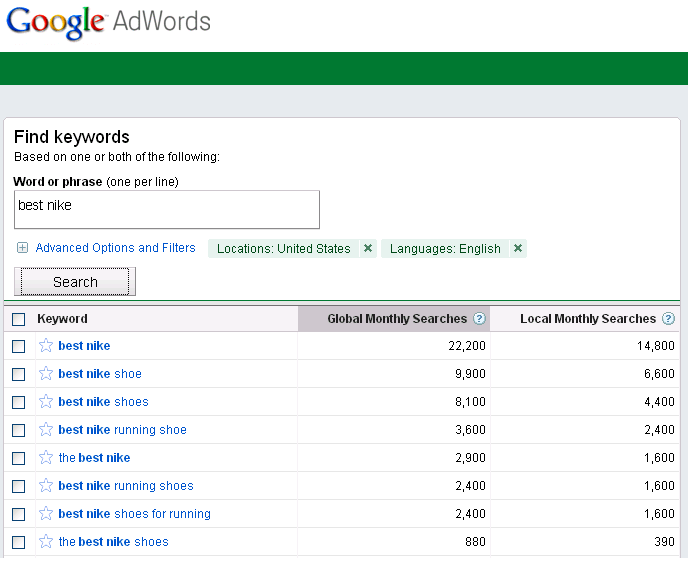 Google AdWords
Find keywords
Based on one or both of the following:
Word or phrase (one per line)
best nike
Advanced Options and Filters Locations: United States × Languages: English ×
Search
Keyword Global Monthly Searches ? Local Monthly Searches ?
best nike 22,200 14,800
best nike shoe 9,900 6,600
best nike shoes 8,100 4,400
best nike running shoe 3,600 2,400
the best nike 2,900 1,600
best nike running shoes 2,400 1,600
best nike shoes for running 2,400 1,600
the best nike shoes 880 390